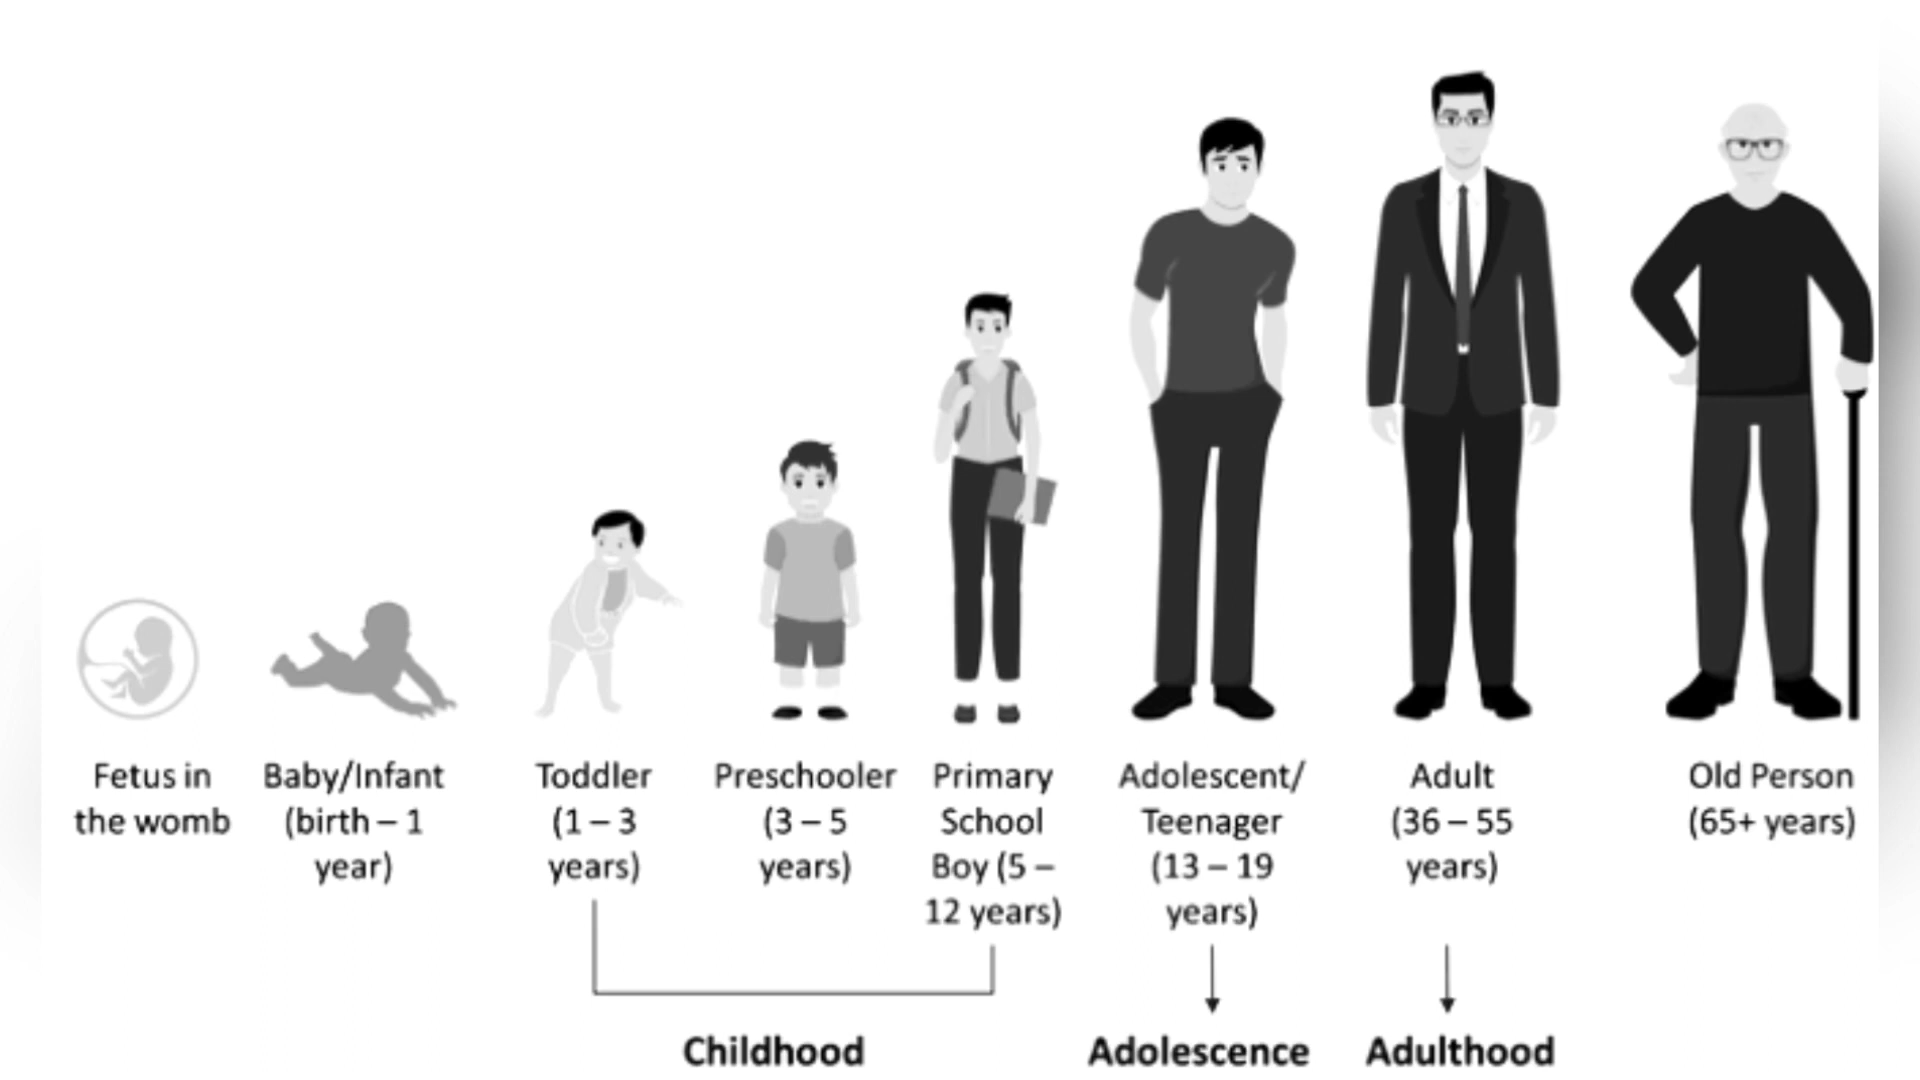 Fetus in
the womb
Baby/Infant
(birth – 1
year)
Toddler
(1 – 3
years)
Preschooler
(3 – 5
years)
Primary
School
Boy (5 –
12 years)
Adolescent/
Teenager
(13 – 19
years)
Adult
(36 – 55
years)
Old Person
(65+ years)
Childhood
Adolescence
Adulthood